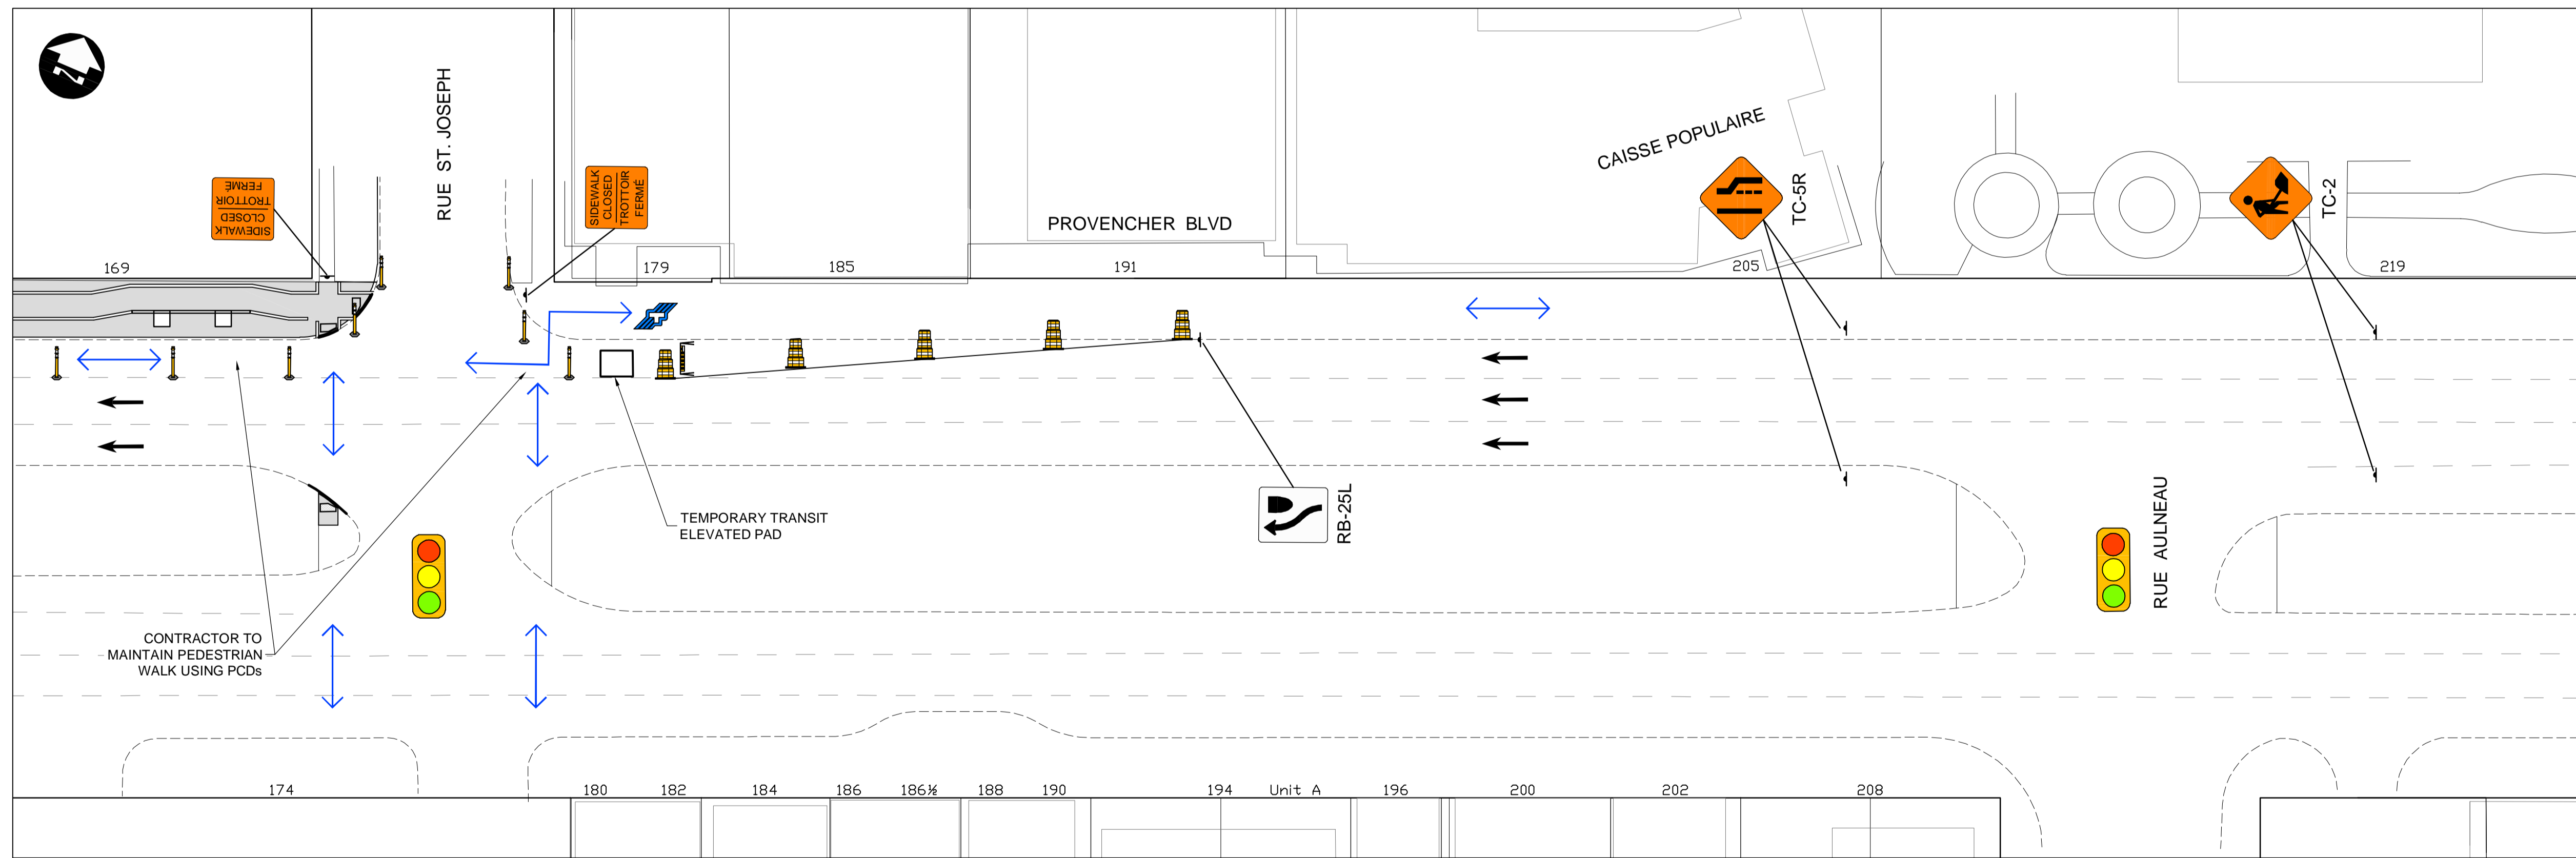 RUE ST. JOSEPH
SIDEWALK
CLOSED
TROTTOIR
FERMÉ
SIDEWALK
CLOSED
TROTTOIR
FERMÉ
CAISSE POPULAIRE
TC-5R
TC-2
PROVENCHER BLVD
169
179
185
191
205
219
TEMPORARY TRANSIT
ELEVATED PAD
RB-25L
RUE AULNEAU
CONTRACTOR TO
MAINTAIN PEDESTRIAN
WALK USING PCDs
174
180
182
184
186
186½
188
190
194
Unit A
196
200
202
208